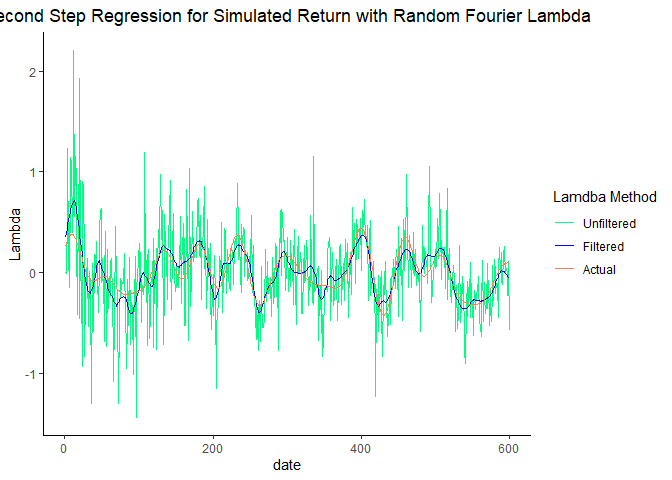 econd Step Regression for Simulated Return with Random Fourier Lambda
2
1
0
-1
Lambda
0
200
400
600
date
Lamdba Method
Unfiltered
Filtered
Actual